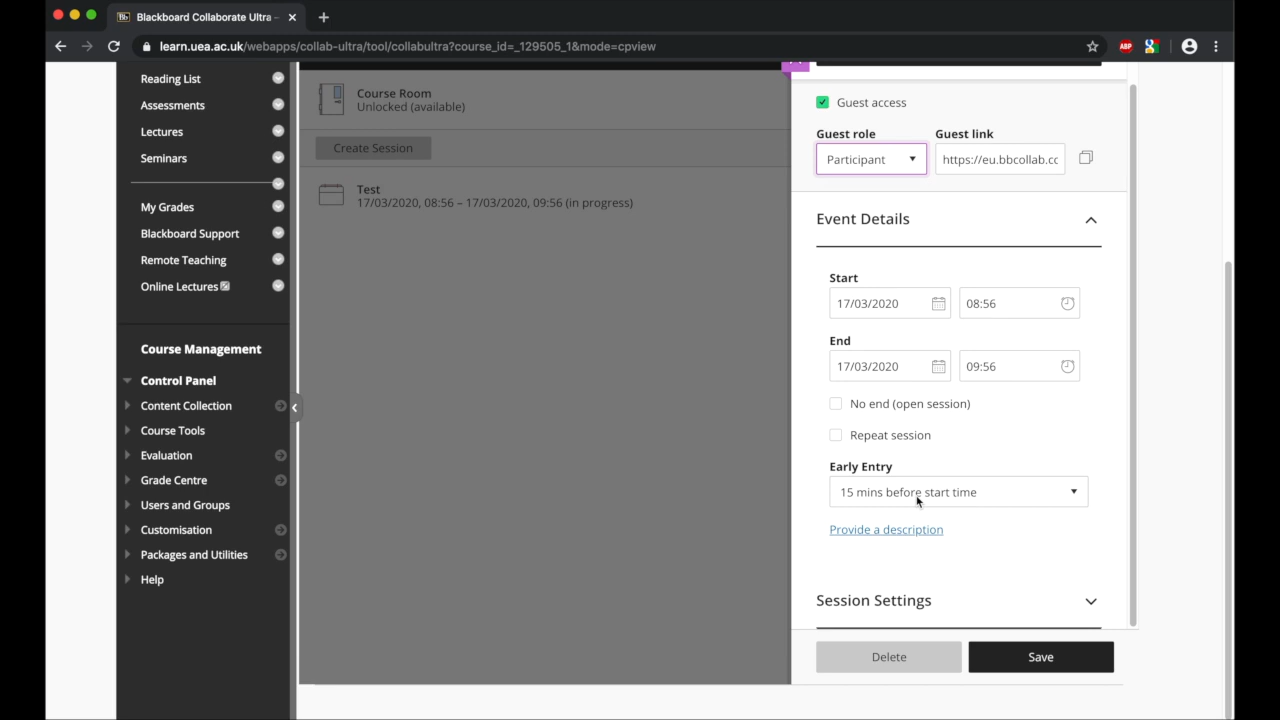 Blackboard Collaborate Ultra –
learn.uea.ac.uk/webapps/collab-ultra/tool/collabultra?course_id=_129505_1&mode=cpview
ABP
Reading List
Assessments
Lectures
Seminars
My Grades
Blackboard Support
Remote Teaching
Online Lectures
Course Management
Control Panel
Content Collection
Course Tools
Evaluation
Grade Centre
Users and Groups
Customisation
Packages and Utilities
Help
Course Room
Unlocked (available)
Create Session
Test
17/03/2020, 08:56 – 17/03/2020, 09:56 (in progress)
Guest access
Guest role Guest link
Participant https://eu.bbcollab.cc
Event Details
Start
17/03/2020 08:56
End
17/03/2020 09:56
No end (open session)
Repeat session
Early Entry
15 mins before start time
Provide a description
Session Settings
Delete Save